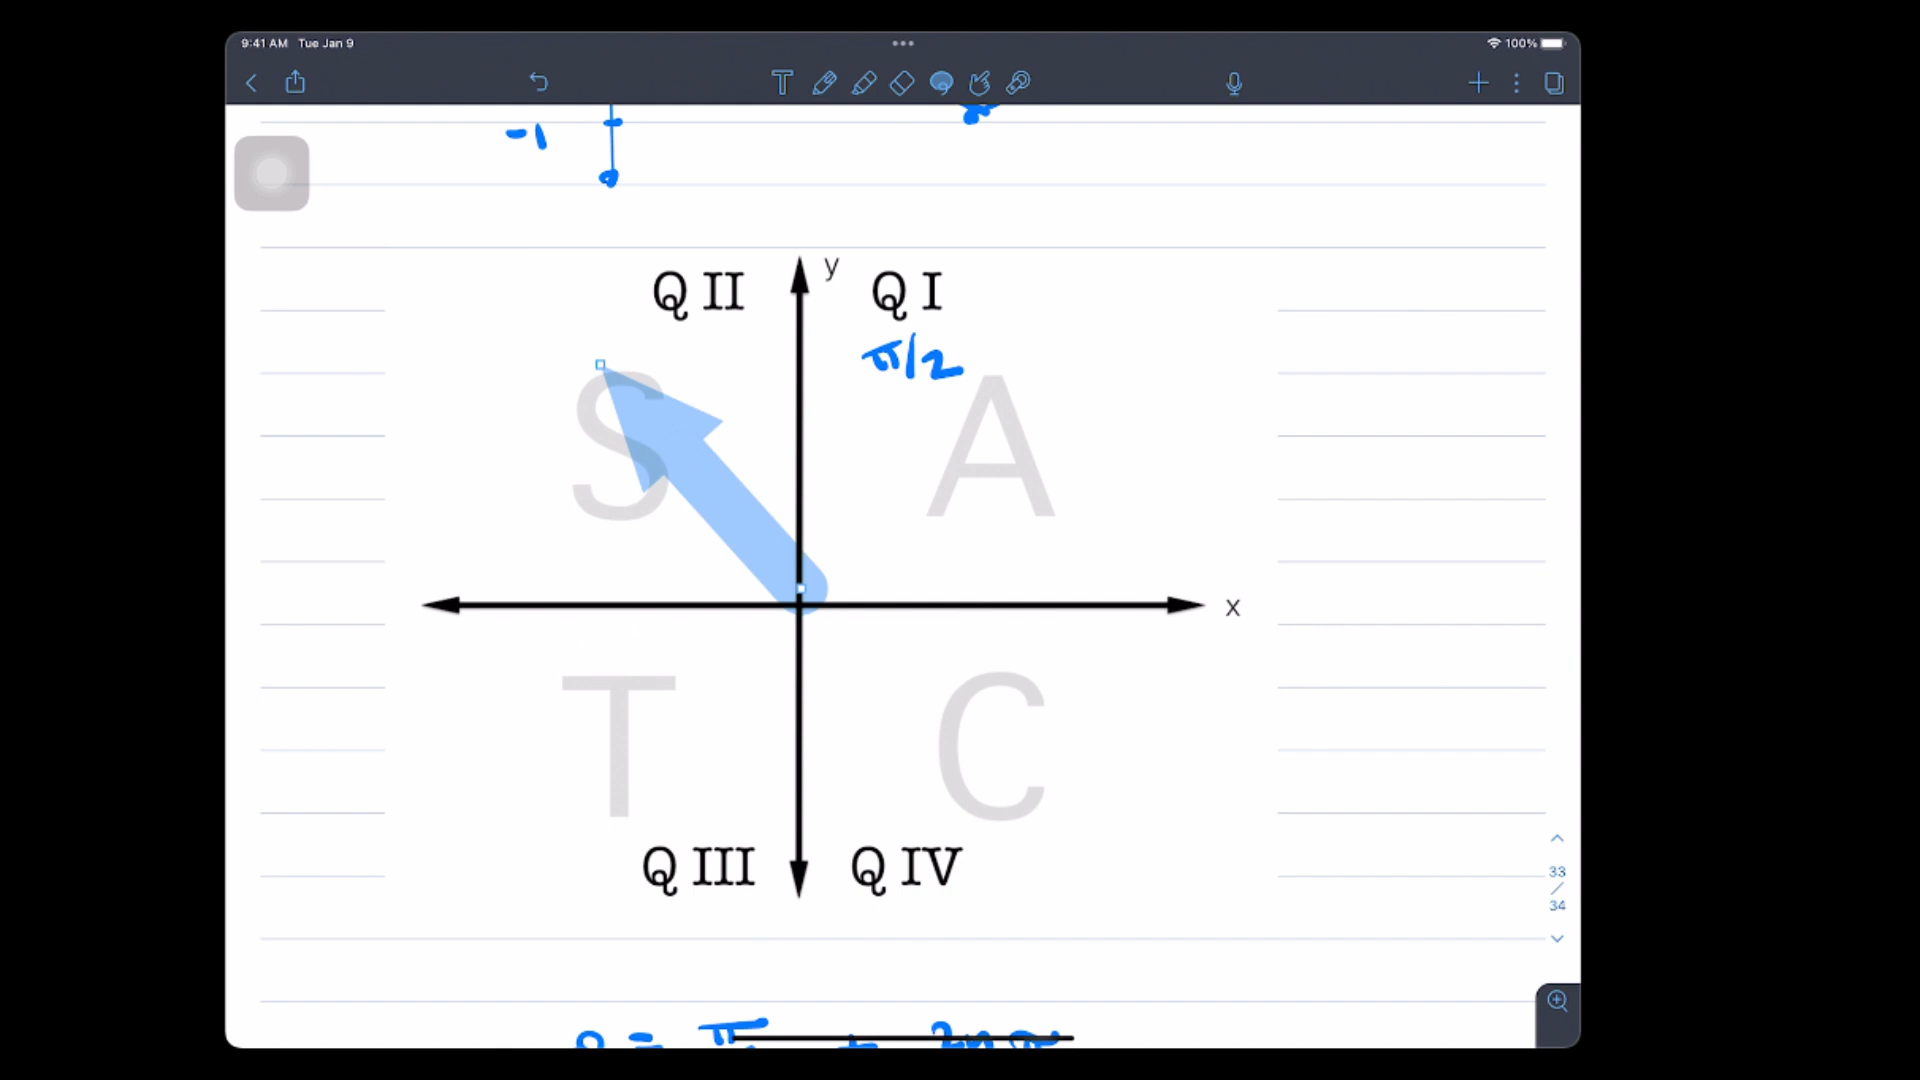 9:41 AM Tue Jan 9
100%
-1
y
Q II
Q I
π/2
S
A
x
T
C
Q III
Q IV
33
/
34